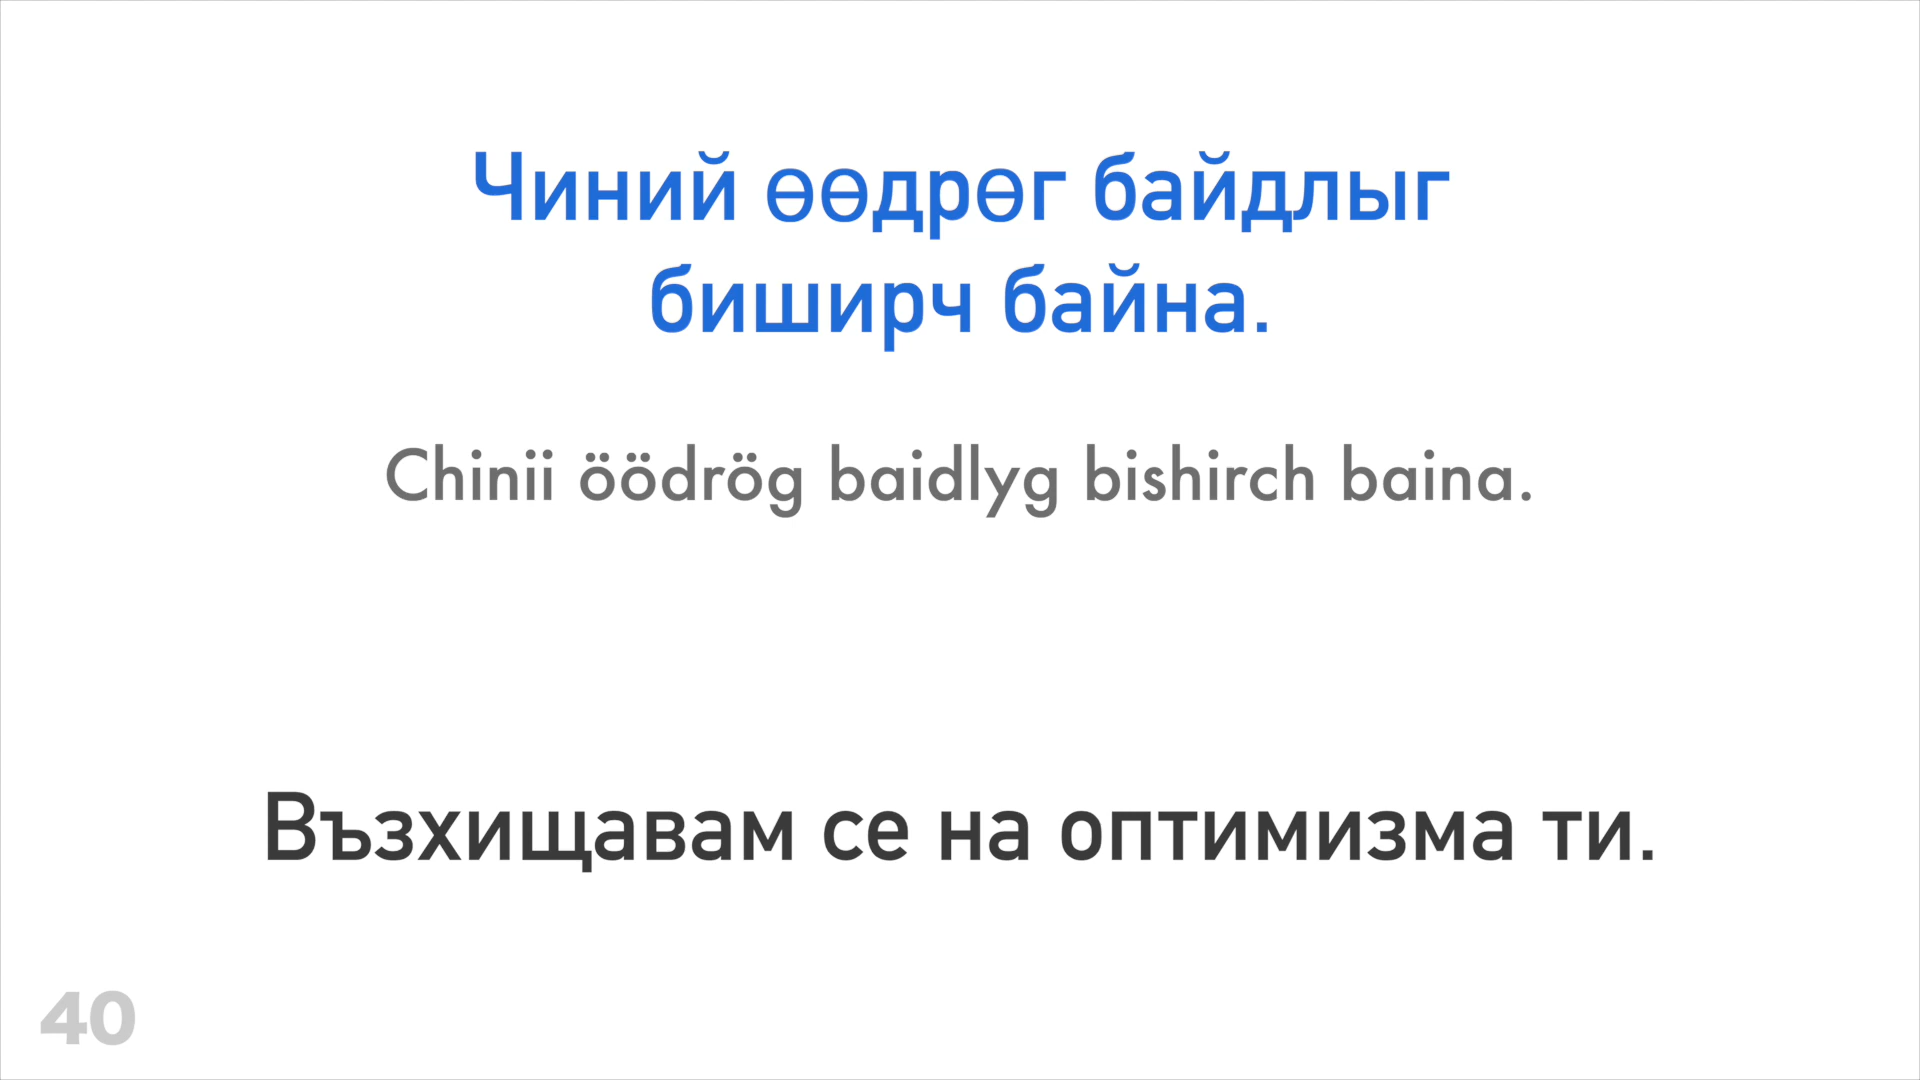 Чиний өөдрөг байдлыг
биширч байна.
Chinii öödrög baidlyg bishirch baina.
Възхищавам се на оптимизма ти.
40